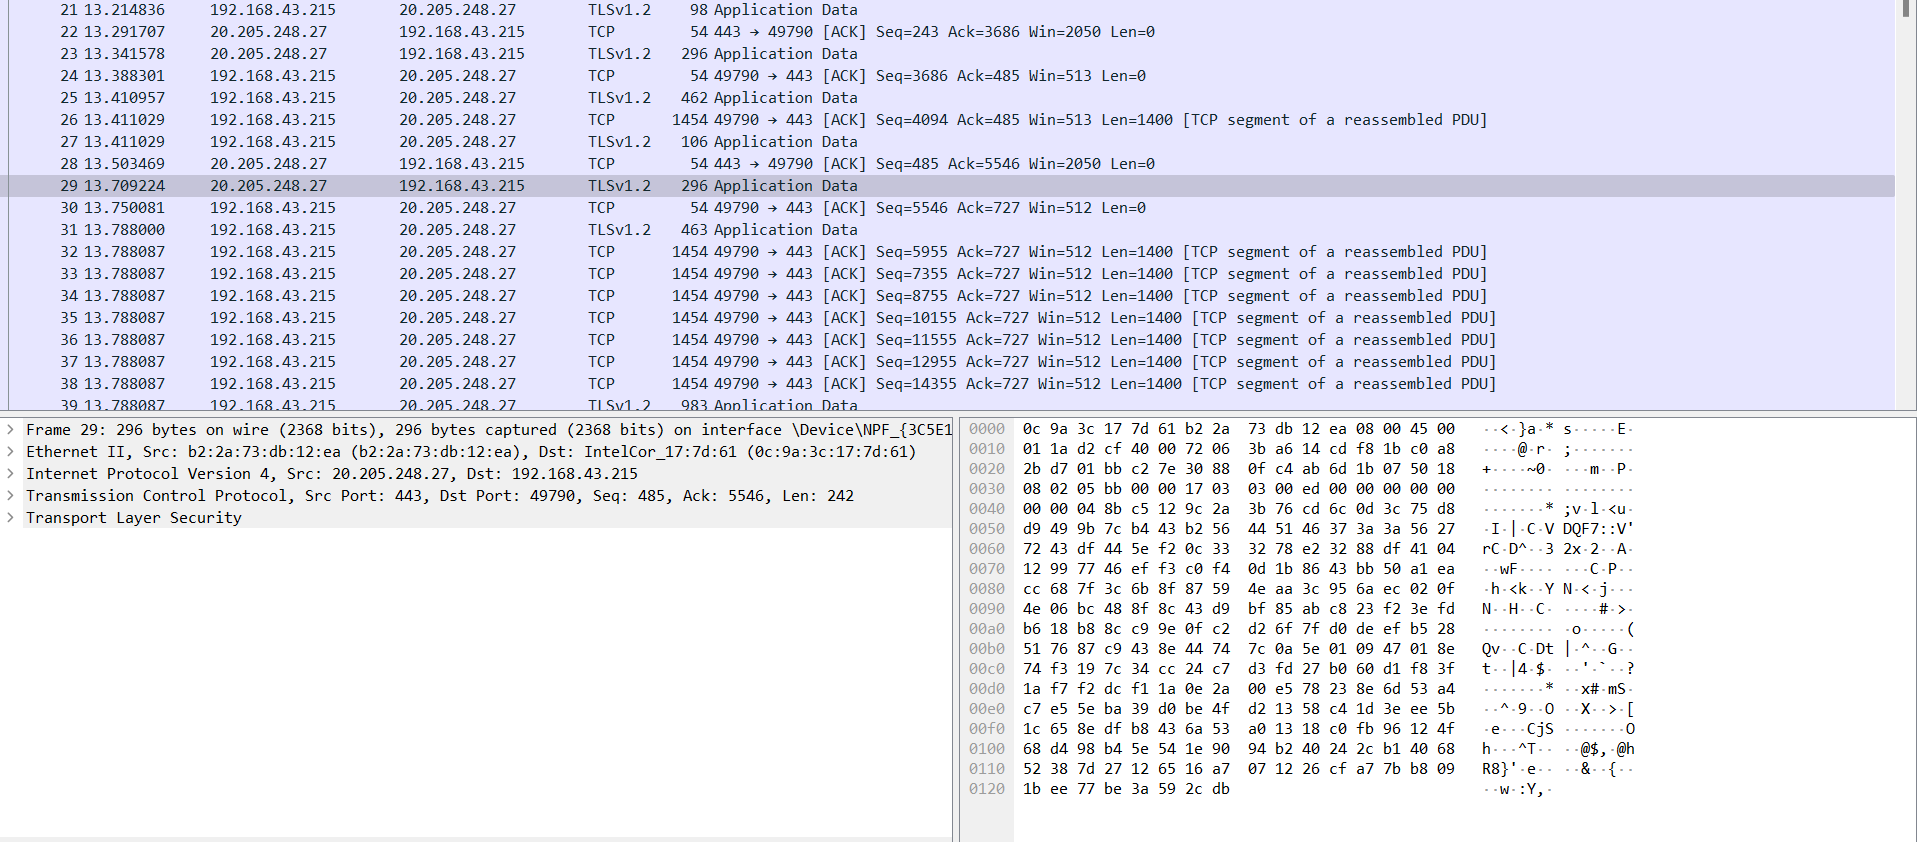 21 13.214836 192.168.43.215 20.205.248.27 TLSv1.2 98 Application Data
22 13.291707 20.205.248.27 192.168.43.215 TCP 54 443 → 49790 [ACK] Seq=243 Ack=3686 Win=2050 Len=0
23 13.341578 20.205.248.27 192.168.43.215 TLSv1.2 296 Application Data
24 13.388301 192.168.43.215 20.205.248.27 TCP 54 49790 → 443 [ACK] Seq=3686 Ack=485 Win=513 Len=0
25 13.410957 192.168.43.215 20.205.248.27 TLSv1.2 462 Application Data
26 13.411029 192.168.43.215 20.205.248.27 TCP 1454 49790 → 443 [ACK] Seq=4094 Ack=485 Win=513 Len=1400 [TCP segment of a reassembled PDU]
27 13.411029 192.168.43.215 20.205.248.27 TLSv1.2 106 Application Data
28 13.503469 20.205.248.27 192.168.43.215 TCP 54 443 → 49790 [ACK] Seq=485 Ack=5546 Win=2050 Len=0
29 13.709224 20.205.248.27 192.168.43.215 TLSv1.2 296 Application Data
30 13.750081 192.168.43.215 20.205.248.27 TCP 54 49790 → 443 [ACK] Seq=5546 Ack=727 Win=512 Len=0
31 13.788000 192.168.43.215 20.205.248.27 TLSv1.2 463 Application Data
32 13.788087 192.168.43.215 20.205.248.27 TCP 1454 49790 → 443 [ACK] Seq=5955 Ack=727 Win=512 Len=1400 [TCP segment of a reassembled PDU]
33 13.788087 192.168.43.215 20.205.248.27 TCP 1454 49790 → 443 [ACK] Seq=7355 Ack=727 Win=512 Len=1400 [TCP segment of a reassembled PDU]
34 13.788087 192.168.43.215 20.205.248.27 TCP 1454 49790 → 443 [ACK] Seq=8755 Ack=727 Win=512 Len=1400 [TCP segment of a reassembled PDU]
35 13.788087 192.168.43.215 20.205.248.27 TCP 1454 49790 → 443 [ACK] Seq=10155 Ack=727 Win=512 Len=1400 [TCP segment of a reassembled PDU]
36 13.788087 192.168.43.215 20.205.248.27 TCP 1454 49790 → 443 [ACK] Seq=11555 Ack=727 Win=512 Len=1400 [TCP segment of a reassembled PDU]
37 13.788087 192.168.43.215 20.205.248.27 TCP 1454 49790 → 443 [ACK] Seq=12955 Ack=727 Win=512 Len=1400 [TCP segment of a reassembled PDU]
38 13.788087 192.168.43.215 20.205.248.27 TCP 1454 49790 → 443 [ACK] Seq=14355 Ack=727 Win=512 Len=1400 [TCP segment of a reassembled PDU]
39 13.788087 192.168.43.215 20.205.248.27 TLSv1.2 983 Application Data
Frame 29: 296 bytes on wire (2368 bits), 296 bytes captured (2368 bits) on interface \Device\NPF_{3C5E1
Ethernet II, Src: b2:2a:73:db:12:ea (b2:2a:73:db:12:ea), Dst: IntelCor_17:7d:61 (0c:9a:3c:17:7d:61)
Internet Protocol Version 4, Src: 20.205.248.27, Dst: 192.168.43.215
Transmission Control Protocol, Src Port: 443, Dst Port: 49790, Seq: 485, Ack: 5546, Len: 242
Transport Layer Security
0000 0c 9a 3c 17 7d 61 b2 2a 73 db 12 ea 08 00 45 00 ··<·}a·* s·····E·
0010 01 1a d2 cf 40 00 72 06 3b a6 14 cd f8 1b c0 a8 ····@·r· ;·······
0020 2b d7 01 bb c2 7e 30 88 0f c4 ab 6d 1b 07 50 18 +····~0· ···m··P·
0030 08 02 05 bb 00 00 17 03 03 00 ed 00 00 00 00 00 ········ ········
0040 00 00 04 8b c5 12 9c 2a 3b 76 cd 6c 0d 3c 75 d8 ·······* ;v·l·<u·
0050 d9 49 9b 7c b4 43 b2 56 44 51 46 37 3a 3a 56 27 ·I·|·C·V DQF7::V'
0060 72 43 df 44 5e f2 0c 33 32 78 e2 32 88 df 41 04 rC·D^··3 2x·2··A·
0070 12 99 77 46 ef f3 c0 f4 0d 1b 86 43 bb 50 a1 ea ··wF···· ···C·P··
0080 cc 68 7f 3c 6b 8f 87 59 4e aa 3c 95 6a ec 02 0f ·h·<k··Y N·<·j···
0090 4e 06 bc 48 8f 8c 43 d9 bf 85 ab c8 23 f2 3e fd N··H··C· ····#·>·
00a0 b6 18 b8 8c c9 9e 0f c2 d2 6f 7f d0 de ef b5 28 ········ ·o·····(
00b0 51 76 87 c9 43 8e 44 74 7c 0a 5e 01 09 47 01 8e Qv··C·Dt |·^··G··
00c0 74 f3 19 7c 34 cc 24 c7 d3 fd 27 b0 60 d1 f8 3f t··|4·$· ··'·`··?
00d0 1a f7 f2 dc f1 1a 0e 2a 00 e5 78 23 8e 6d 53 a4 ·······* ··x#·mS·
00e0 c7 e5 5e ba 39 d0 be 4f d2 13 58 c4 1d 3e ee 5b ··^·9··O ··X··>·[
00f0 1c 65 8e df b8 43 6a 53 a0 13 18 c0 fb 96 12 4f ·e···CjS ·······O
0100 68 d4 98 b4 5e 54 1e 90 94 b2 40 24 2c b1 40 68 h···^T·· ··@$,·@h
0110 52 38 7d 27 12 65 16 a7 07 12 26 cf a7 7b b8 09 R8}'·e·· ··&··{··
0120 1b ee 77 be 3a 59 2c db ··w·:Y,·